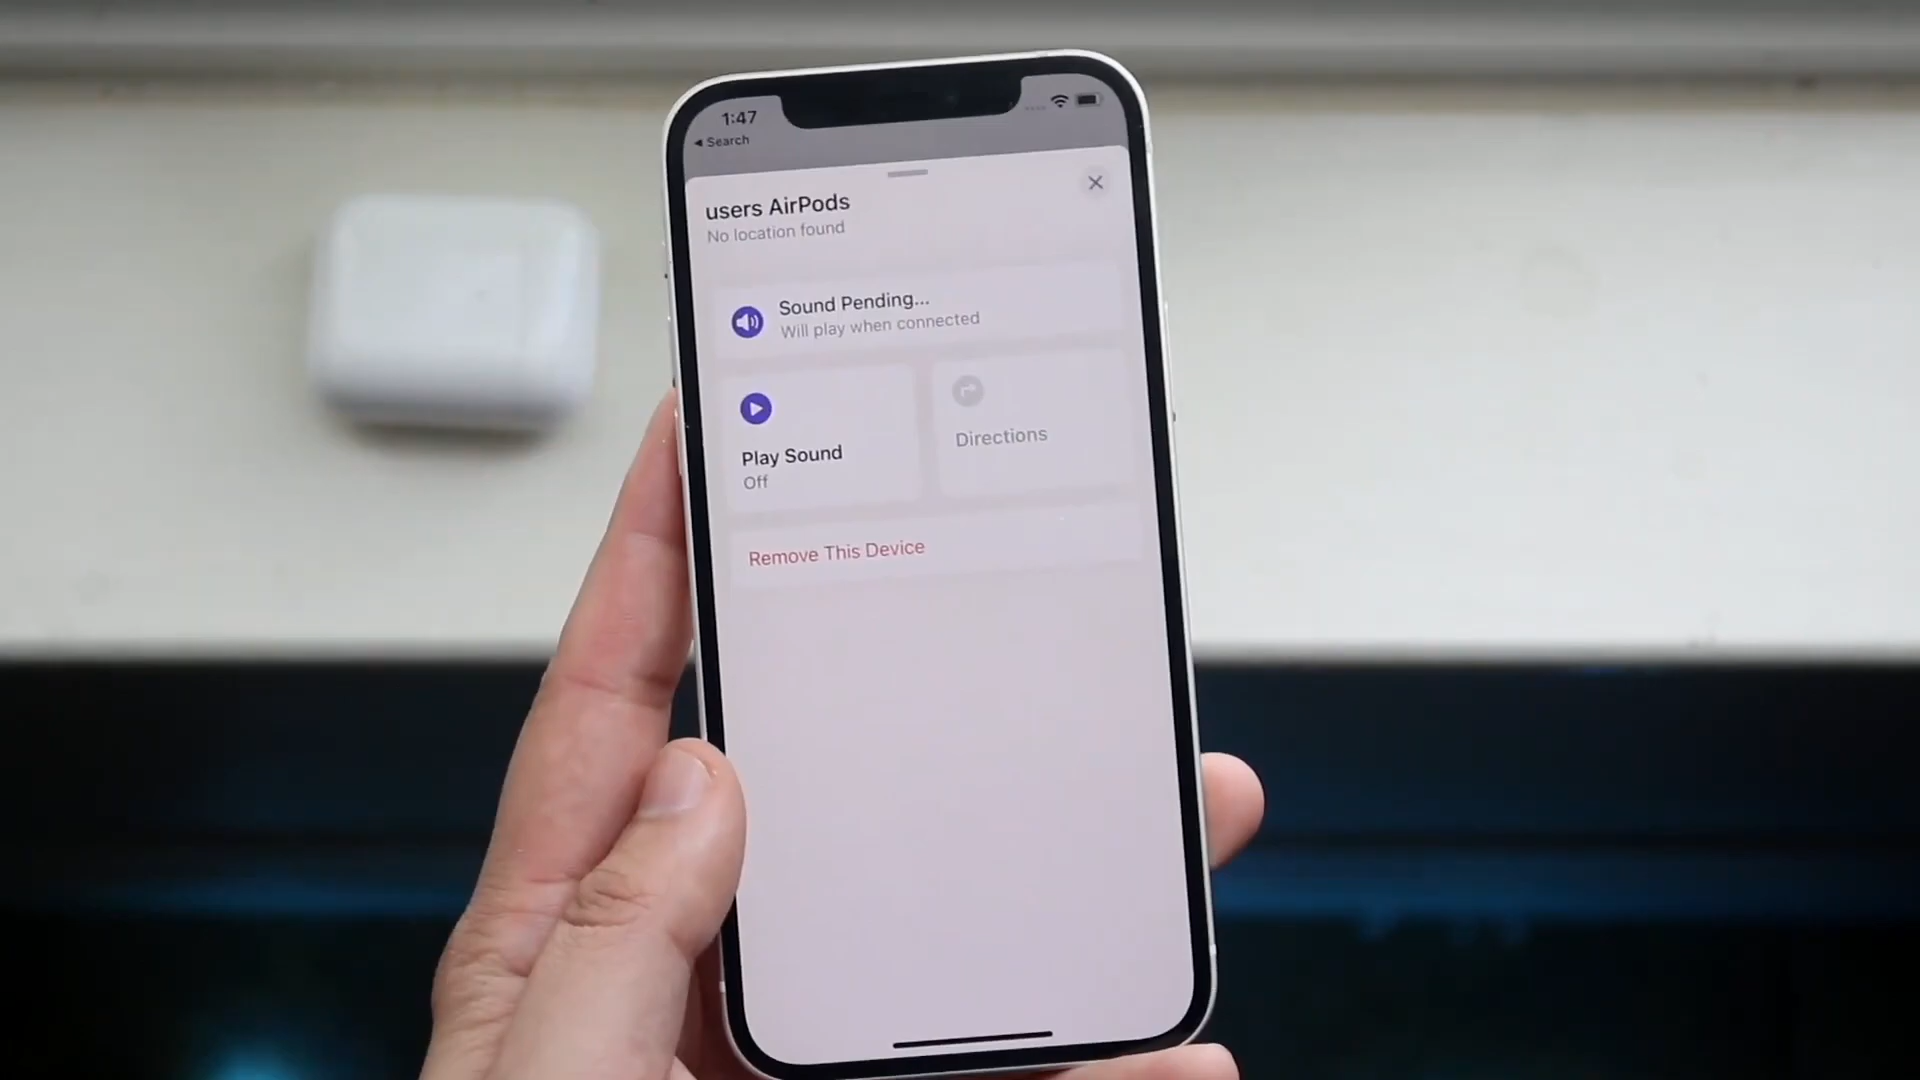 1:47
◂ Search
users AirPods
No location found
Sound Pending...
Will play when connected
Play Sound
Off
Directions
Remove This Device